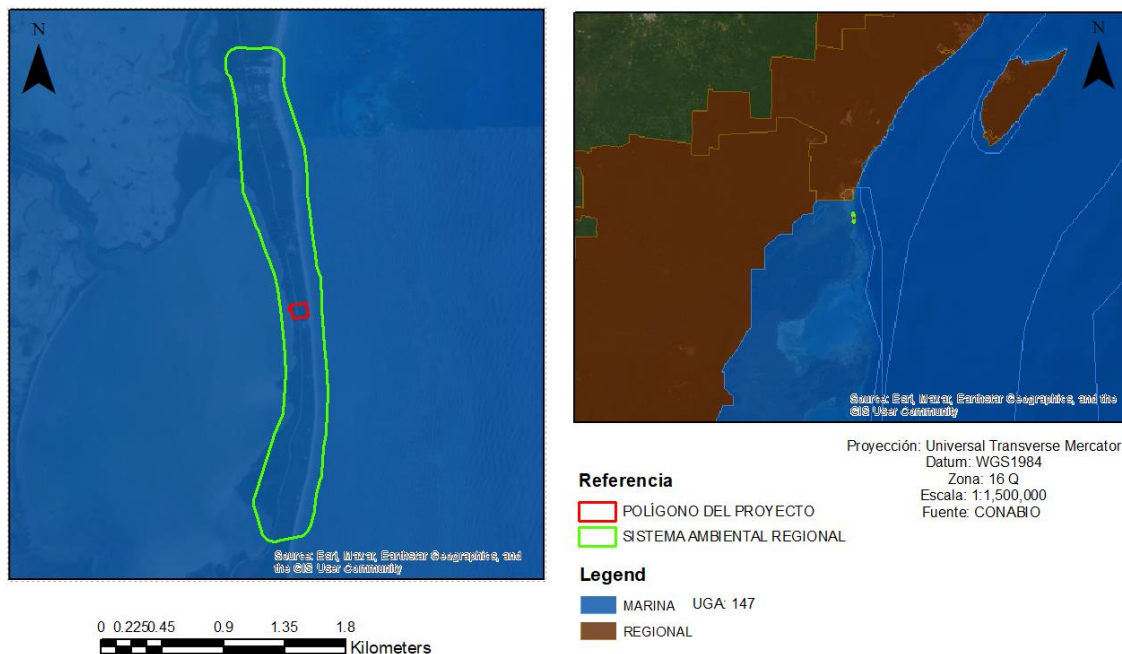 N
Source: Esri, Maxar, Earthstar Geographics, and
the GIS User Community
0 0.2250.45 0.9 1.35 1.8
Kilometers
N
Source: Esri, Maxar, Earthstar Geographics, and the
GIS User Community
Proyección: Universal Transverse Mercator
Datum: WGS1984
Zona: 16 Q
Escala: 1:1,500,000
Fuente: CONABIO
Referencia
POLÍGONO DEL PROYECTO
SISTEMA AMBIENTAL REGIONAL
Legend
MARINA UGA: 147
REGIONAL